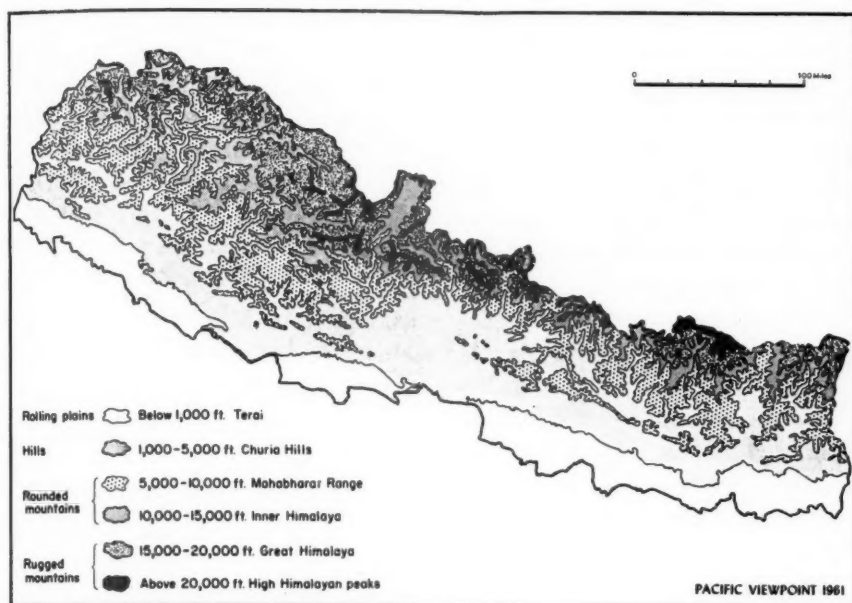 0 100 Miles
Rolling plains Below 1,000 ft. Terai
Hills 1,000–5,000 ft. Churia Hills
Rounded mountains
5,000–10,000 ft. Mahabharar Range
10,000–15,000 ft. Inner Himalaya
Rugged mountains
15,000–20,000 ft. Great Himalaya
Above 20,000 ft. High Himalayan peaks
PACIFIC VIEWPOINT 1961